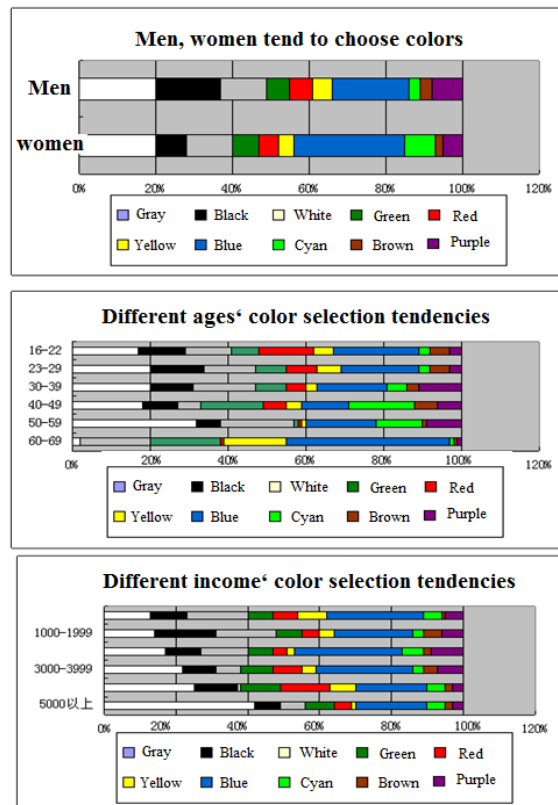 Men, women tend to choose colors
Men
women
0% 20% 40% 60% 80% 100% 120%
Gray Black White Green Red
Yellow Blue Cyan Brown Purple
Different ages‘ color selection tendencies
16-22
23-29
30-39
40-49
50-59
60-69
0% 20% 40% 60% 80% 100% 120%
Gray Black White Green Red
Yellow Blue Cyan Brown Purple
Different income‘ color selection tendencies
1000-1999
3000-3999
5000以上
0% 20% 40% 60% 80% 100% 120%
Gray Black White Green Red
Yellow Blue Cyan Brown Purple